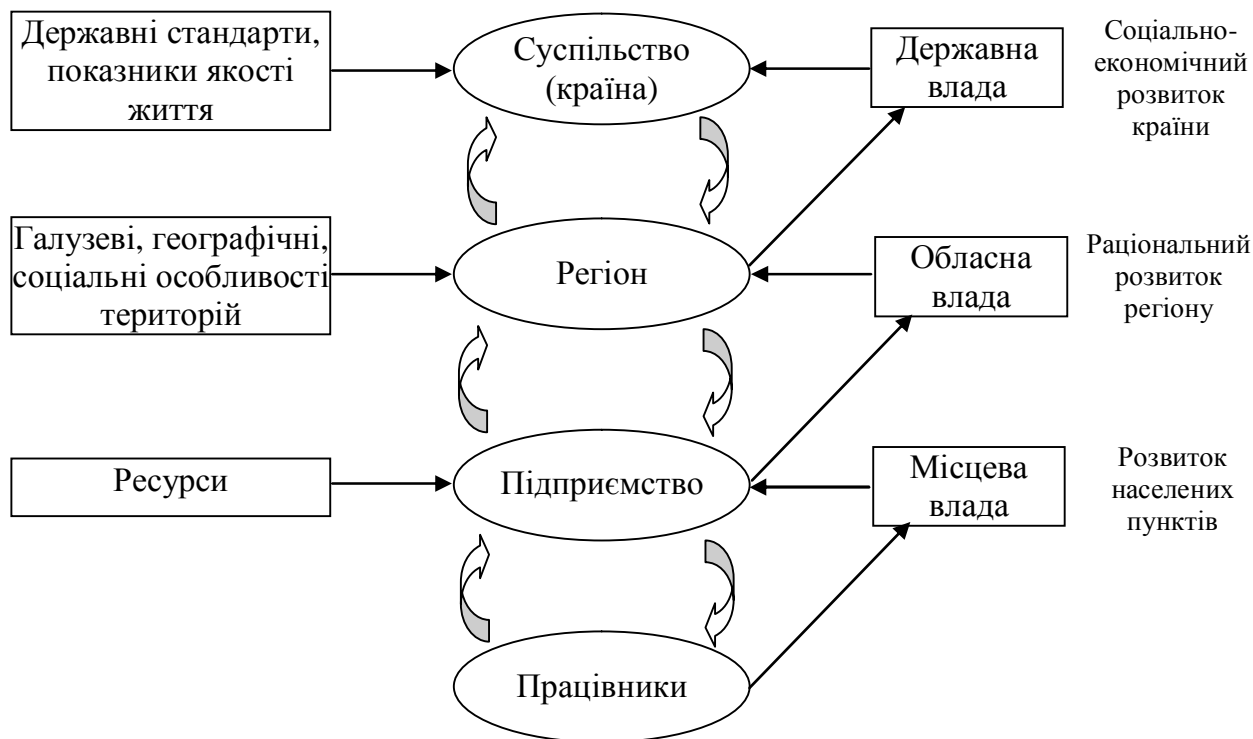 Державні стандарти,
показники якості
життя
Суспільство
(країна)
Державна
влада
Соціально-
економічний
розвиток
країни
Галузеві, географічні,
соціальні особливості
територій
Регіон
Обласна
влада
Раціональний
розвиток
регіону
Ресурси
Підприємство
Місцева
влада
Розвиток
населених
пунктів
Працівники